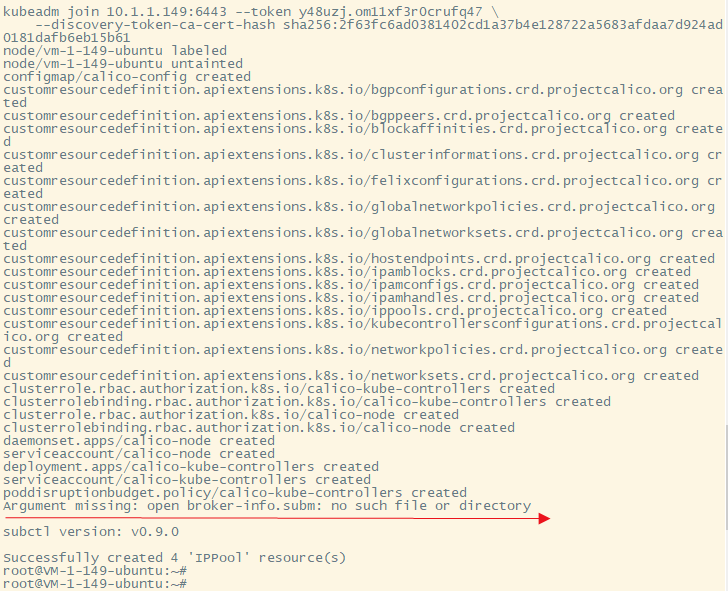 kubeadm join 10.1.1.149:6443 --token y48uzj.om11xf3r0crufq47 \
    --discovery-token-ca-cert-hash sha256:2f63fc6ad0381402cd1a37b4e128722a5683afdaa7d924ad
0181dafb6eb15b61
node/vm-1-149-ubuntu labeled
node/vm-1-149-ubuntu untainted
configmap/calico-config created
customresourcedefinition.apiextensions.k8s.io/bgpconfigurations.crd.projectcalico.org crea
ted
customresourcedefinition.apiextensions.k8s.io/bgppeers.crd.projectcalico.org created
customresourcedefinition.apiextensions.k8s.io/blockaffinities.crd.projectcalico.org create
d
customresourcedefinition.apiextensions.k8s.io/clusterinformations.crd.projectcalico.org cr
eated
customresourcedefinition.apiextensions.k8s.io/felixconfigurations.crd.projectcalico.org cr
eated
customresourcedefinition.apiextensions.k8s.io/globalnetworkpolicies.crd.projectcalico.org
created
customresourcedefinition.apiextensions.k8s.io/globalnetworksets.crd.projectcalico.org crea
ted
customresourcedefinition.apiextensions.k8s.io/hostendpoints.crd.projectcalico.org created
customresourcedefinition.apiextensions.k8s.io/ipamblocks.crd.projectcalico.org created
customresourcedefinition.apiextensions.k8s.io/ipamconfigs.crd.projectcalico.org created
customresourcedefinition.apiextensions.k8s.io/ipamhandles.crd.projectcalico.org created
customresourcedefinition.apiextensions.k8s.io/ippools.crd.projectcalico.org created
customresourcedefinition.apiextensions.k8s.io/kubecontrollersconfigurations.crd.projectcal
ico.org created
customresourcedefinition.apiextensions.k8s.io/networkpolicies.crd.projectcalico.org create
d
customresourcedefinition.apiextensions.k8s.io/networksets.crd.projectcalico.org created
clusterrole.rbac.authorization.k8s.io/calico-kube-controllers created
clusterrolebinding.rbac.authorization.k8s.io/calico-kube-controllers created
clusterrole.rbac.authorization.k8s.io/calico-node created
clusterrolebinding.rbac.authorization.k8s.io/calico-node created
daemonset.apps/calico-node created
serviceaccount/calico-node created
deployment.apps/calico-kube-controllers created
serviceaccount/calico-kube-controllers created
poddisruptionbudget.policy/calico-kube-controllers created
Argument missing: open broker-info.subm: no such file or directory
subctl version: v0.9.0
Successfully created 4 'IPPool' resource(s)
root@VM-1-149-ubuntu:~#
root@VM-1-149-ubuntu:~#